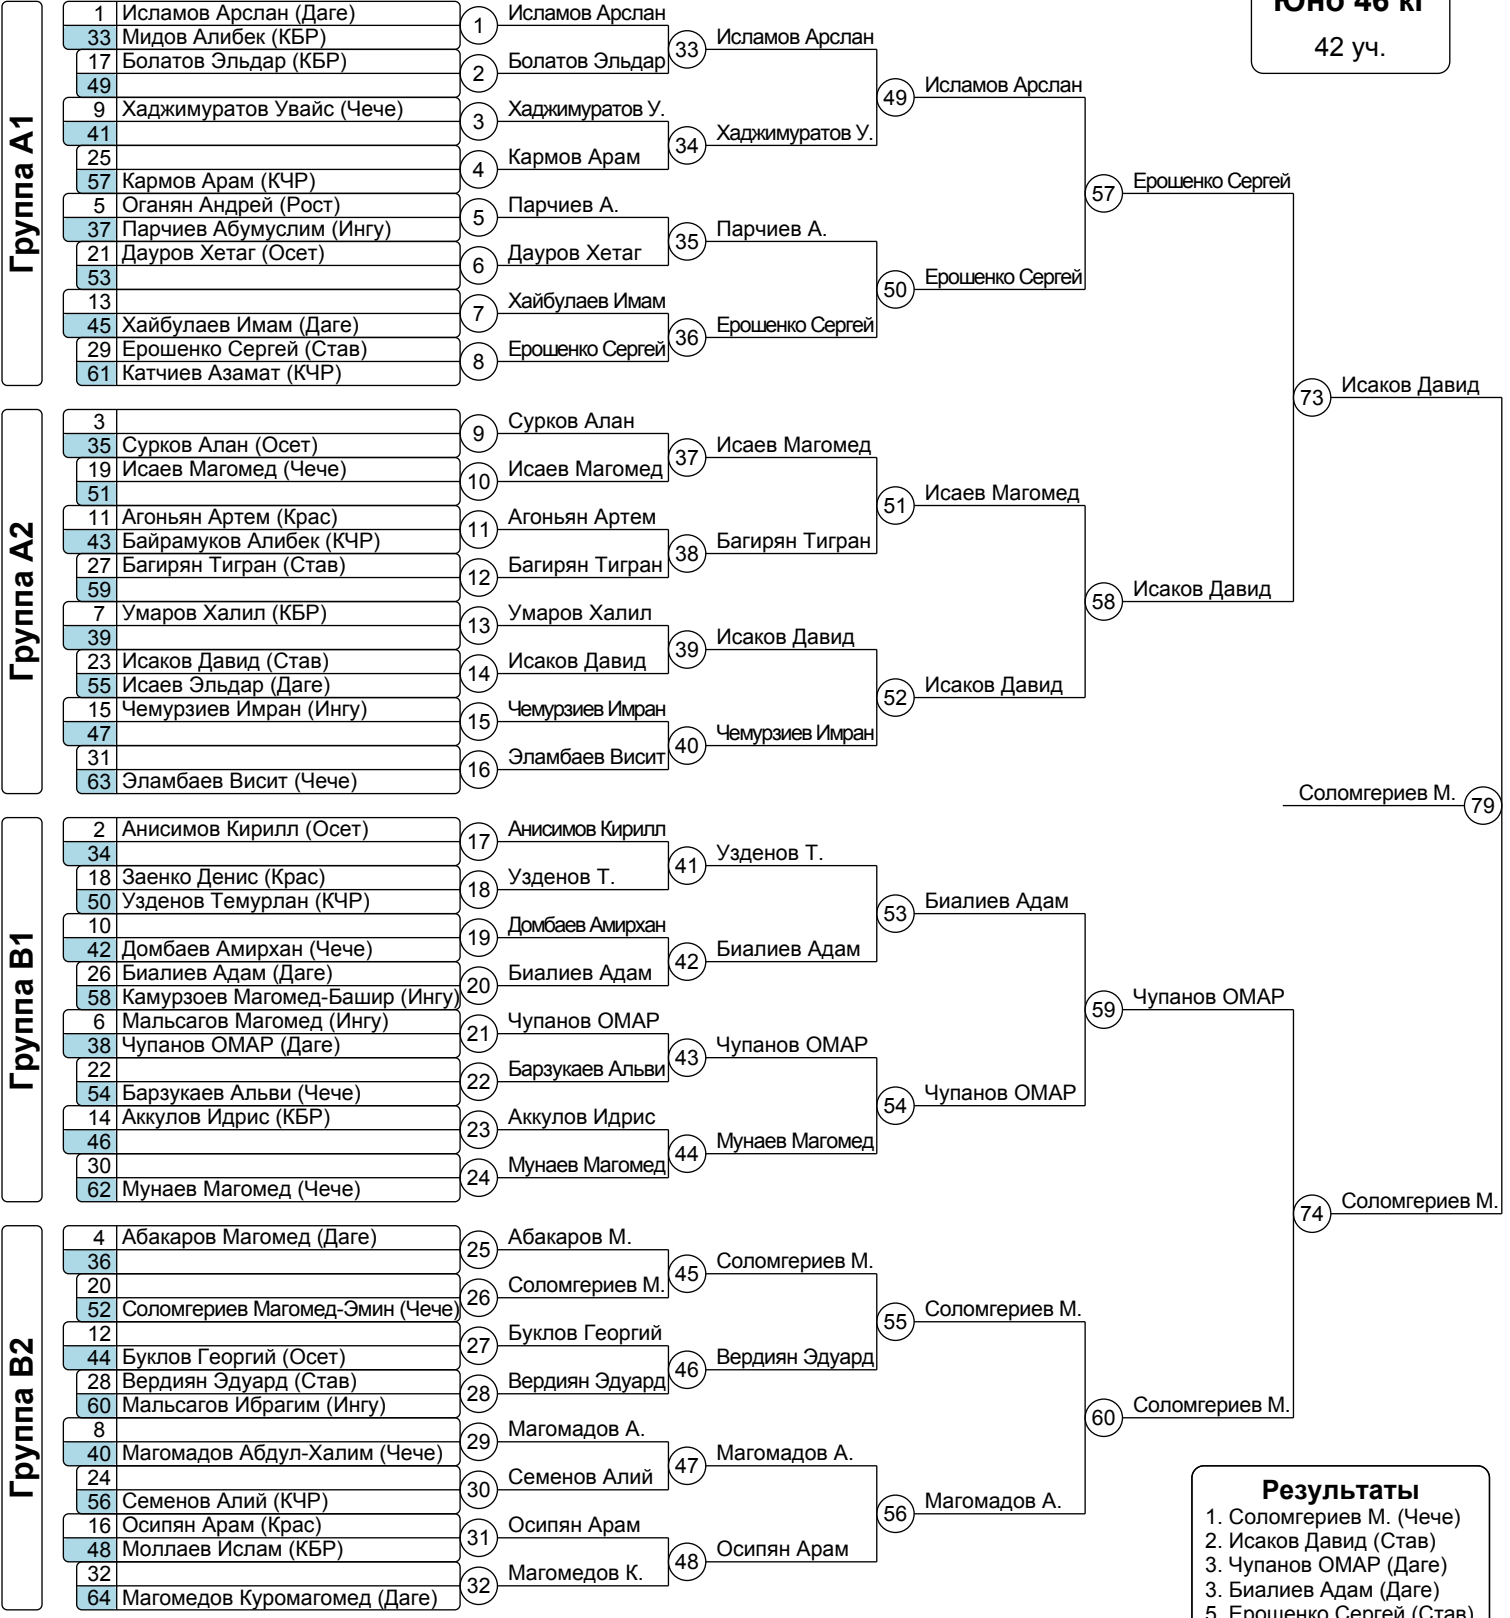 Юно 46 кг
42 уч.
Группа A1
1 Исламов Арслан (Даге)
33 Мидов Алибек (КБР)
17 Болатов Эльдар (КБР)
49
9 Хаджимуратов Увайс (Чече)
41
25
57 Кармов Арам (КЧР)
5 Оганян Андрей (Рост)
37 Парчиев Абумуслим (Ингу)
21 Дауров Хетаг (Осет)
53
13
45 Хайбулаев Имам (Даге)
29 Ерошенко Сергей (Став)
61 Катчиев Азамат (КЧР)
1 Исламов Арслан
2 Болатов Эльдар
3 Хаджимуратов У.
4 Кармов Арам
5 Парчиев А.
6 Дауров Хетаг
7 Хайбулаев Имам
8 Ерошенко Сергей
33 Исламов Арслан
34 Хаджимуратов У.
35 Парчиев А.
36 Ерошенко Сергей
49 Исламов Арслан
50 Ерошенко Сергей
57 Ерошенко Сергей
Группа A2
3
35 Сурков Алан (Осет)
19 Исаев Магомед (Чече)
51
11 Агоньян Артем (Крас)
43 Байрамуков Алибек (КЧР)
27 Багирян Тигран (Став)
59
7 Умаров Халил (КБР)
39
23 Исаков Давид (Став)
55 Исаев Эльдар (Даге)
15 Чемурзиев Имран (Ингу)
47
31
63 Эламбаев Висит (Чече)
9 Сурков Алан
10 Исаев Магомед
11 Агоньян Артем
12 Багирян Тигран
13 Умаров Халил
14 Исаков Давид
15 Чемурзиев Имран
16 Эламбаев Висит
37 Исаев Магомед
38 Багирян Тигран
39 Исаков Давид
40 Чемурзиев Имран
51 Исаев Магомед
52 Исаков Давид
58 Исаков Давид
73 Исаков Давид
Соломгериев М. 79
Группа B1
2 Анисимов Кирилл (Осет)
34
18 Заенко Денис (Крас)
50 Узденов Темурлан (КЧР)
10
42 Домбаев Амирхан (Чече)
26 Биалиев Адам (Даге)
58 Камурзоев Магомед-Башир (Ингу)
6 Мальсагов Магомед (Ингу)
38 Чупанов ОМАР (Даге)
22
54 Барзукаев Альви (Чече)
14 Аккулов Идрис (КБР)
46
30
62 Мунаев Магомед (Чече)
17 Анисимов Кирилл
18 Узденов Т.
19 Домбаев Амирхан
20 Биалиев Адам
21 Чупанов ОМАР
22 Барзукаев Альви
23 Аккулов Идрис
24 Мунаев Магомед
41 Узденов Т.
42 Биалиев Адам
43 Чупанов ОМАР
44 Мунаев Магомед
53 Биалиев Адам
54 Чупанов ОМАР
59 Чупанов ОМАР
Группа B2
4 Абакаров Магомед (Даге)
36
20
52 Соломгериев Магомед-Эмин (Чече)
12
44 Буклов Георгий (Осет)
28 Вердиян Эдуард (Став)
60 Мальсагов Ибрагим (Ингу)
8
40 Магомадов Абдул-Халим (Чече)
24
56 Семенов Алий (КЧР)
16 Осипян Арам (Крас)
48 Моллаев Ислам (КБР)
32
64 Магомедов Куромагомед (Даге)
25 Абакаров М.
26 Соломгериев М.
27 Буклов Георгий
28 Вердиян Эдуард
29 Магомадов А.
30 Семенов Алий
31 Осипян Арам
32 Магомедов К.
45 Соломгериев М.
46 Вердиян Эдуард
47 Магомадов А.
48 Осипян Арам
55 Соломгериев М.
56 Магомадов А.
60 Соломгериев М.
74 Соломгериев М.
Результаты
1. Соломгериев М. (Чече)
2. Исаков Давид (Став)
3. Чупанов ОМАР (Даге)
3. Биалиев Адам (Даге)
5. Ерошенко Сергей (Став)